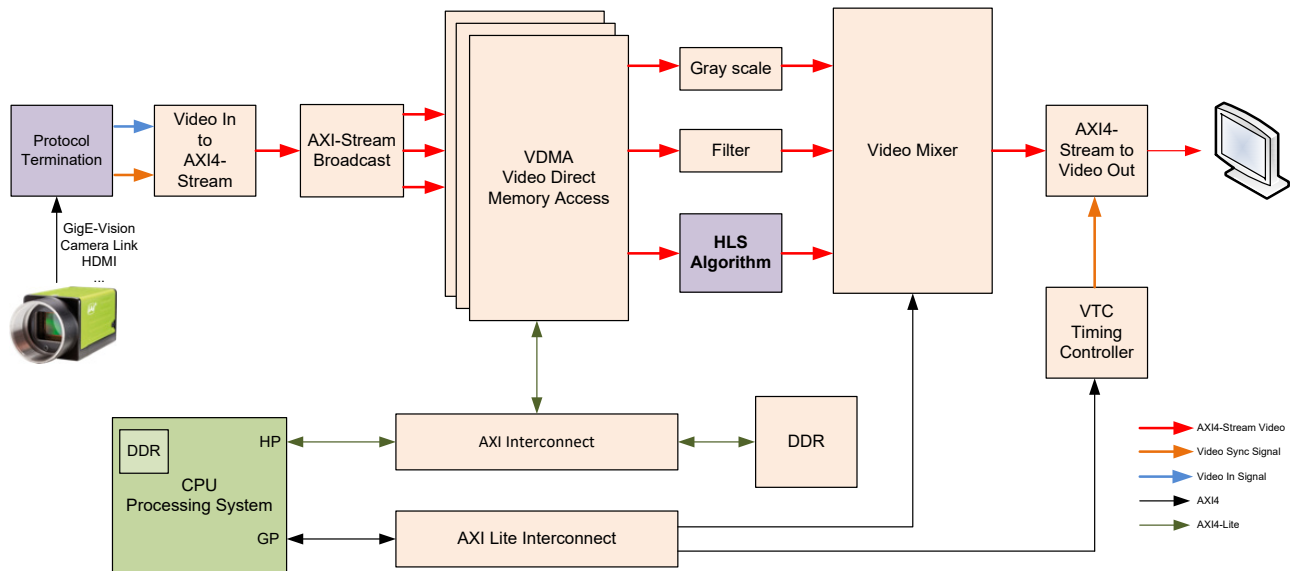 Protocol
Termination
Video In
to
AXI4-
Stream
AXI-Stream
Broadcast
VDMA
Video Direct
Memory Access
Gray scale
Filter
HLS
Algorithm
Video Mixer
AXI4-
Stream to
Video Out
GigE-Vision
Camera Link
HDMI
...
VTC
Timing
Controller
DDR
CPU
Processing System
HP
GP
AXI Interconnect
DDR
AXI Lite Interconnect
AXI4-Stream Video
Video Sync Signal
Video In Signal
AXI4
AXI4-Lite